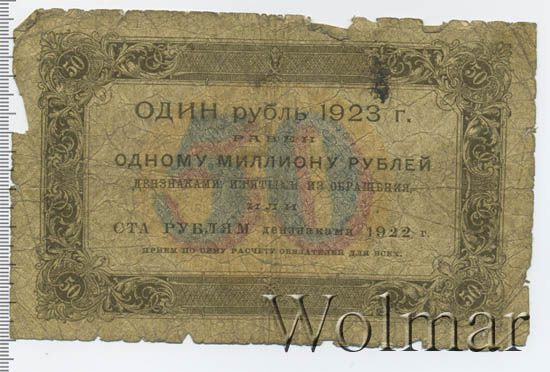 50 50
ОДИН рубль 1923 г.
РАВЕН
ОДНОМУ МИЛЛИОНУ РУБЛЕЙ
ДЕНЗНАКАМИ ИЗЪЯТЫМИ ИЗ ОБРАЩЕНИЯ,
ИЛИ
СТА РУБЛЯМ дензнаками 1922 г.
ПРИЕМ ПО СЕМУ РАСЧЕТУ ОБЯЗАТЕЛЕН ДЛЯ ВСЕХ.
50
50 50
Wolmar